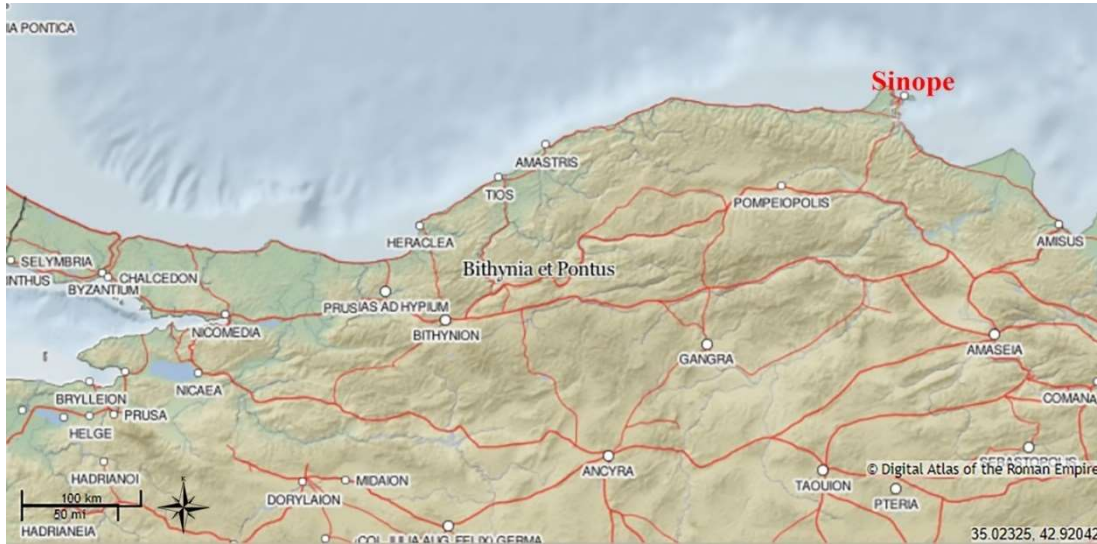 IA PONTICA
Sinope
AMASTRIS
TIOS
POMPEIOPOLIS
HERACLEA
AMISUS
SELYMBRIA
CHALCEDON
INTHUS
BYZANTIUM
Bithynia et Pontus
PRUSIAS AD HYPIUM
NICOMEDIA
BITHYNION
GANGRA
AMASEIA
NICAEA
BRYLLEION
COMANA
PRUSA
HELGE
SEBASTOPOLIS
ANCYRA
© Digital Atlas of the Roman Empire
HADRIANOI
MIDAION
TAOUION
DORYLAION
PTERIA
100 km
50 mi
HADRIANEIA
(COL. JULIA AUG. FELIX) GERMA
35.02325, 42.92042